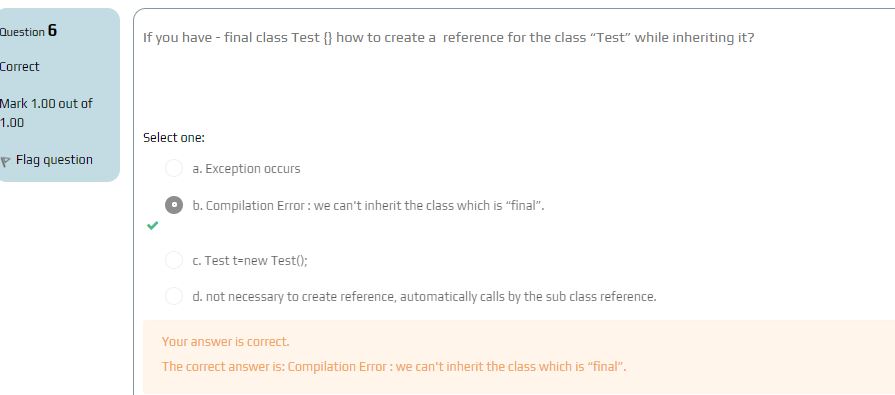 Question 6
Correct
Mark 1.00 out of
1.00
Flag question
If you have - final class Test {} how to create a  reference for the class “Test” while inheriting it?
Select one:
a. Exception occurs
b. Compilation Error : we can't inherit the class which is “final”.
c. Test t=new Test();
d. not necessary to create reference, automatically calls by the sub class reference.
Your answer is correct.
The correct answer is: Compilation Error : we can't inherit the class which is “final”.